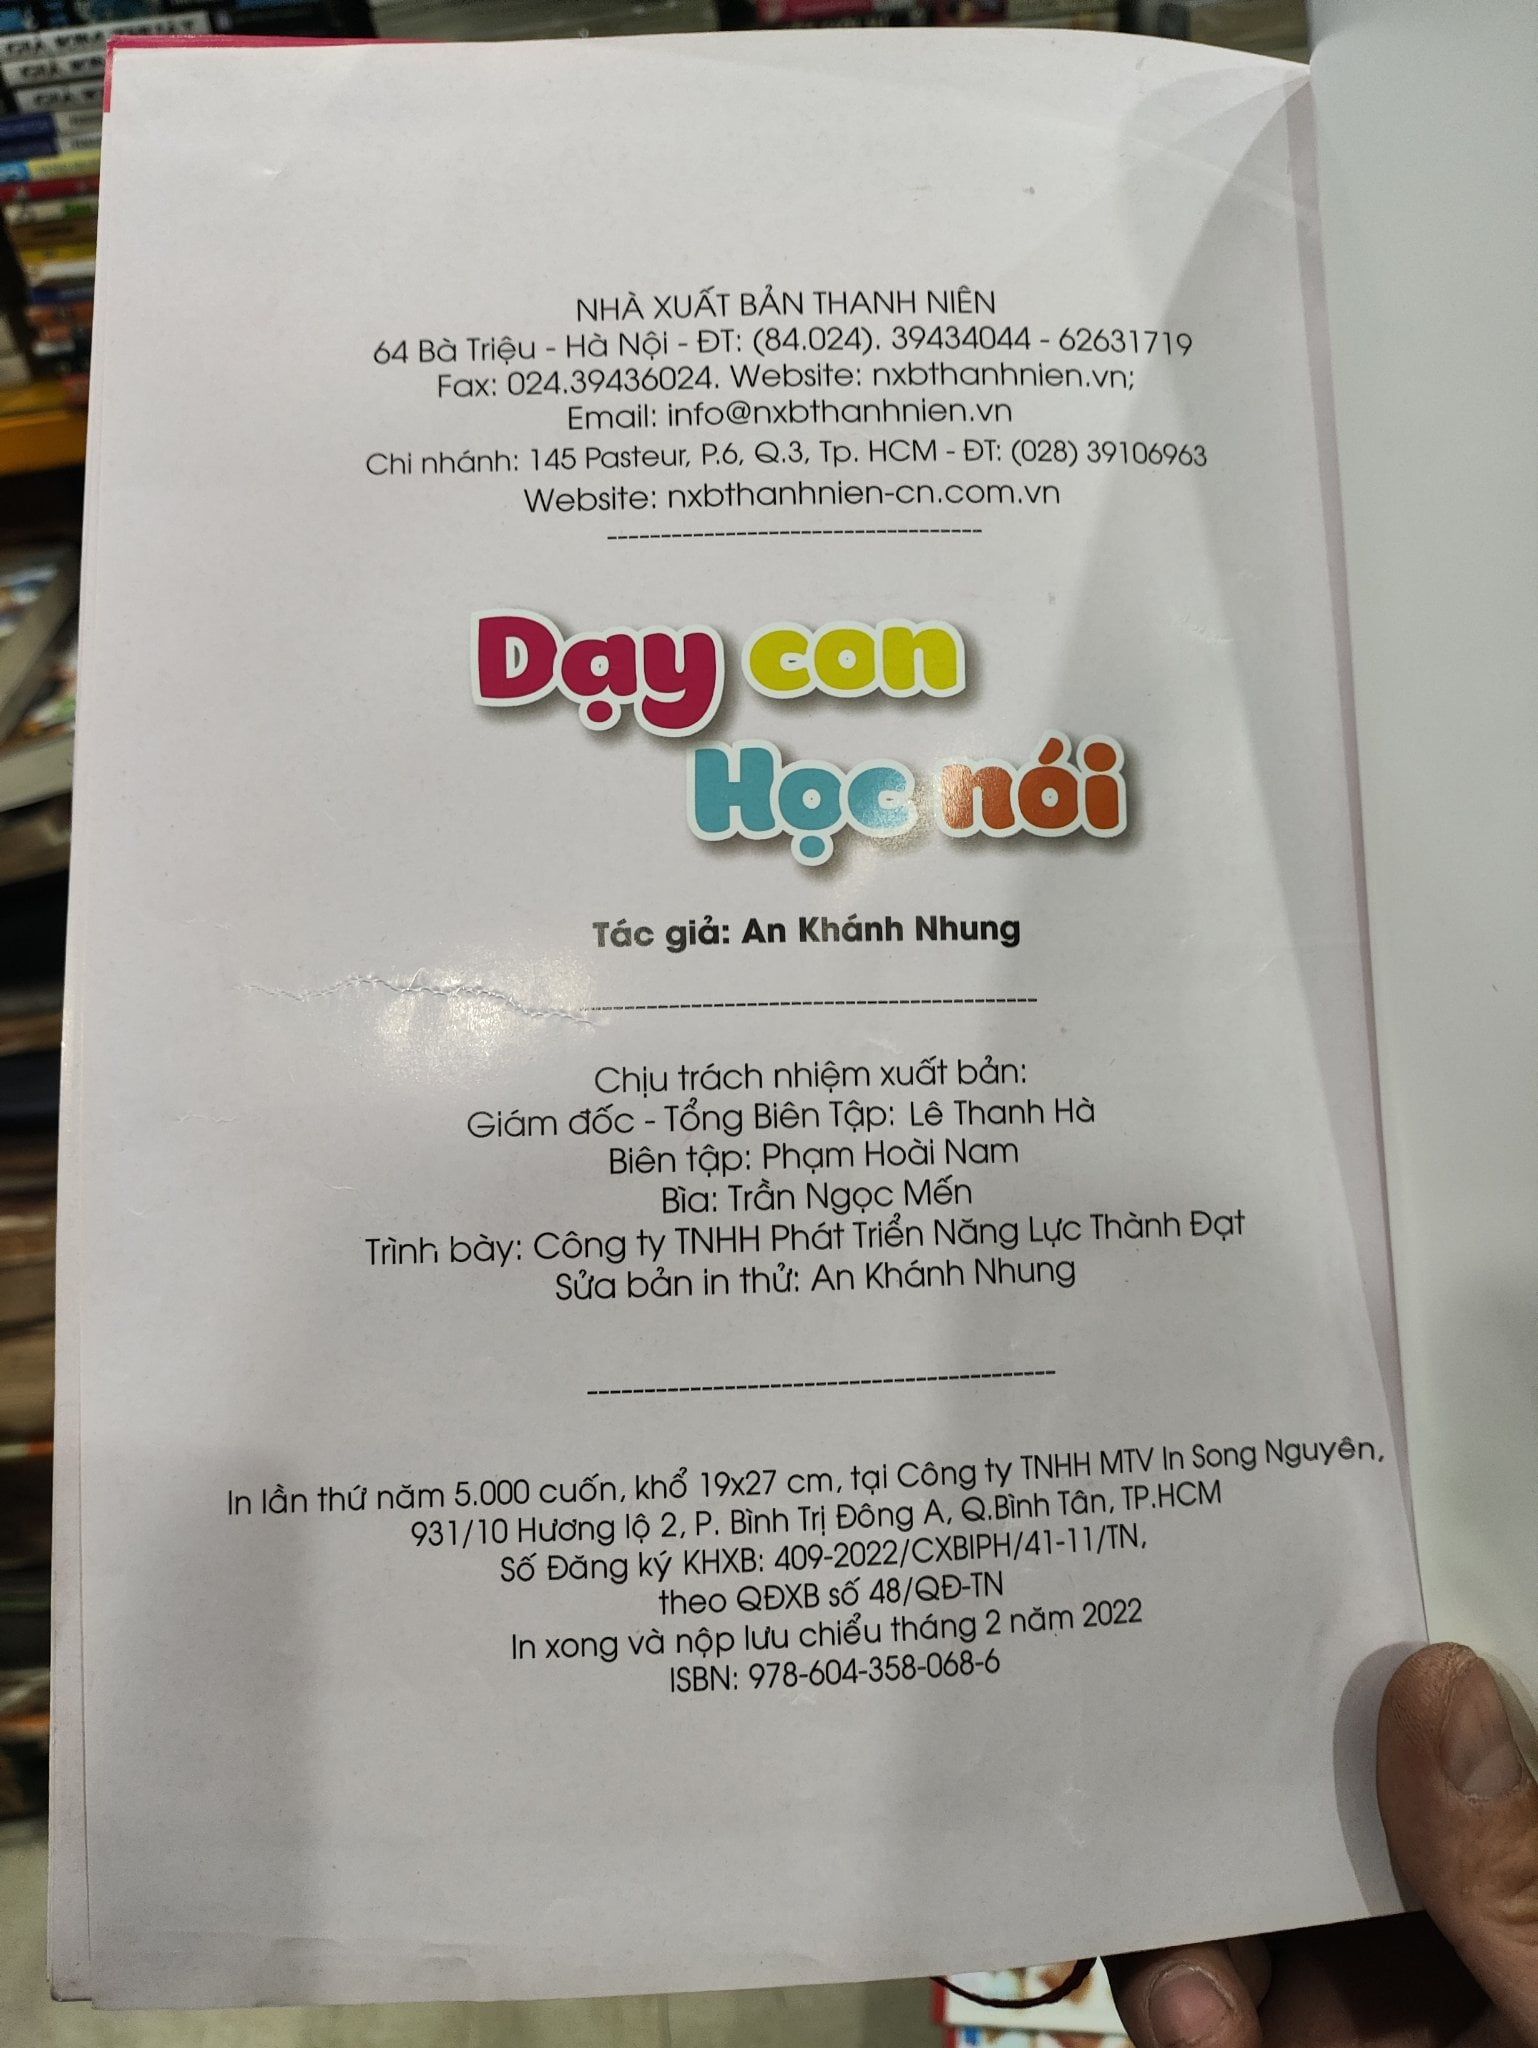 NHÀ XUẤT BẢN THANH NIÊN
64 Bà Triệu - Hà Nội - ĐT: (84.024). 39434044 - 62631719
Fax: 024.39436024. Website: nxbthanhnien.vn;
Email: info@nxbthanhnien.vn
Chi nhánh: 145 Pasteur, P.6, Q.3, Tp. HCM - ĐT: (028) 39106963
Website: nxbthanhnien-cn.com.vn
Dạy con
Học nói
Tác giả: An Khánh Nhung
Chịu trách nhiệm xuất bản:
Giám đốc - Tổng Biên Tập: Lê Thanh Hà
Biên tập: Phạm Hoài Nam
Bìa: Trần Ngọc Mến
Trình bày: Công ty TNHH Phát Triển Năng Lực Thành Đạt
Sửa bản in thử: An Khánh Nhung
In lần thứ năm 5.000 cuốn, khổ 19x27 cm, tại Công ty TNHH MTV In Song Nguyên,
931/10 Hương lộ 2, P. Bình Trị Đông A, Q.Bình Tân, TP.HCM
Số Đăng ký KHXB: 409-2022/CXBIPH/41-11/TN,
theo QĐXB số 48/QĐ-TN
In xong và nộp lưu chiểu tháng 2 năm 2022
ISBN: 978-604-358-068-6